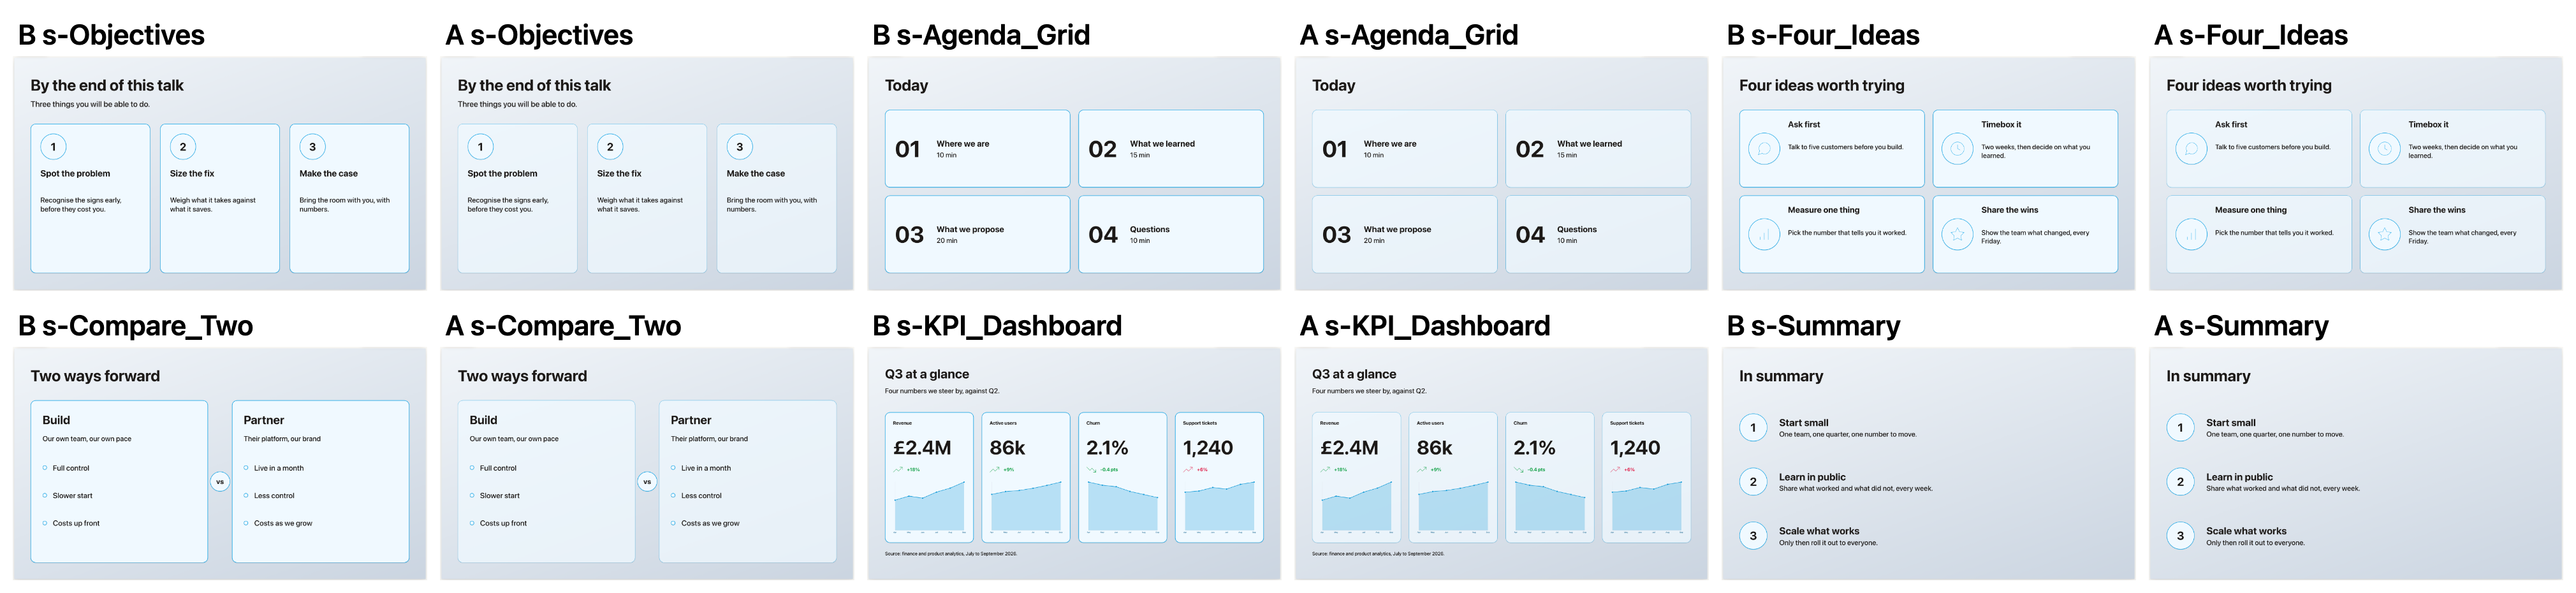 B s-Objectives
By the end of this talk
Three things you will be able to do.
1
Spot the problem
Recognise the signs early,
before they cost you.
2
Size the fix
Weigh what it takes against
what it saves.
3
Make the case
Bring the room with you, with
numbers.
A s-Objectives
By the end of this talk
Three things you will be able to do.
1
Spot the problem
Recognise the signs early,
before they cost you.
2
Size the fix
Weigh what it takes against
what it saves.
3
Make the case
Bring the room with you, with
numbers.
B s-Agenda_Grid
Today
01
Where we are
10 min
02
What we learned
15 min
03
What we propose
20 min
04
Questions
10 min
A s-Agenda_Grid
Today
01
Where we are
10 min
02
What we learned
15 min
03
What we propose
20 min
04
Questions
10 min
B s-Four_Ideas
Four ideas worth trying
Ask first
Talk to five customers before you build.
Timebox it
Two weeks, then decide on what you
learned.
Measure one thing
Pick the number that tells you it worked.
Share the wins
Show the team what changed, every
Friday.
A s-Four_Ideas
Four ideas worth trying
Ask first
Talk to five customers before you build.
Timebox it
Two weeks, then decide on what you
learned.
Measure one thing
Pick the number that tells you it worked.
Share the wins
Show the team what changed, every
Friday.
B s-Compare_Two
Two ways forward
Build
Our own team, our own pace
Full control
Slower start
Costs up front
vs
Partner
Their platform, our brand
Live in a month
Less control
Costs as we grow
A s-Compare_Two
Two ways forward
Build
Our own team, our own pace
Full control
Slower start
Costs up front
vs
Partner
Their platform, our brand
Live in a month
Less control
Costs as we grow
B s-KPI_Dashboard
Q3 at a glance
Four numbers we steer by, against Q2.
Revenue
£2.4M
+18%
Active users
86k
+9%
Churn
2.1%
-0.4 pts
Support tickets
1,240
+6%
Source: finance and product analytics, July to September 2026.
A s-KPI_Dashboard
Q3 at a glance
Four numbers we steer by, against Q2.
Revenue
£2.4M
+18%
Active users
86k
+9%
Churn
2.1%
-0.4 pts
Support tickets
1,240
+6%
Source: finance and product analytics, July to September 2026.
B s-Summary
In summary
1
Start small
One team, one quarter, one number to move.
2
Learn in public
Share what worked and what did not, every week.
3
Scale what works
Only then roll it out to everyone.
A s-Summary
In summary
1
Start small
One team, one quarter, one number to move.
2
Learn in public
Share what worked and what did not, every week.
3
Scale what works
Only then roll it out to everyone.